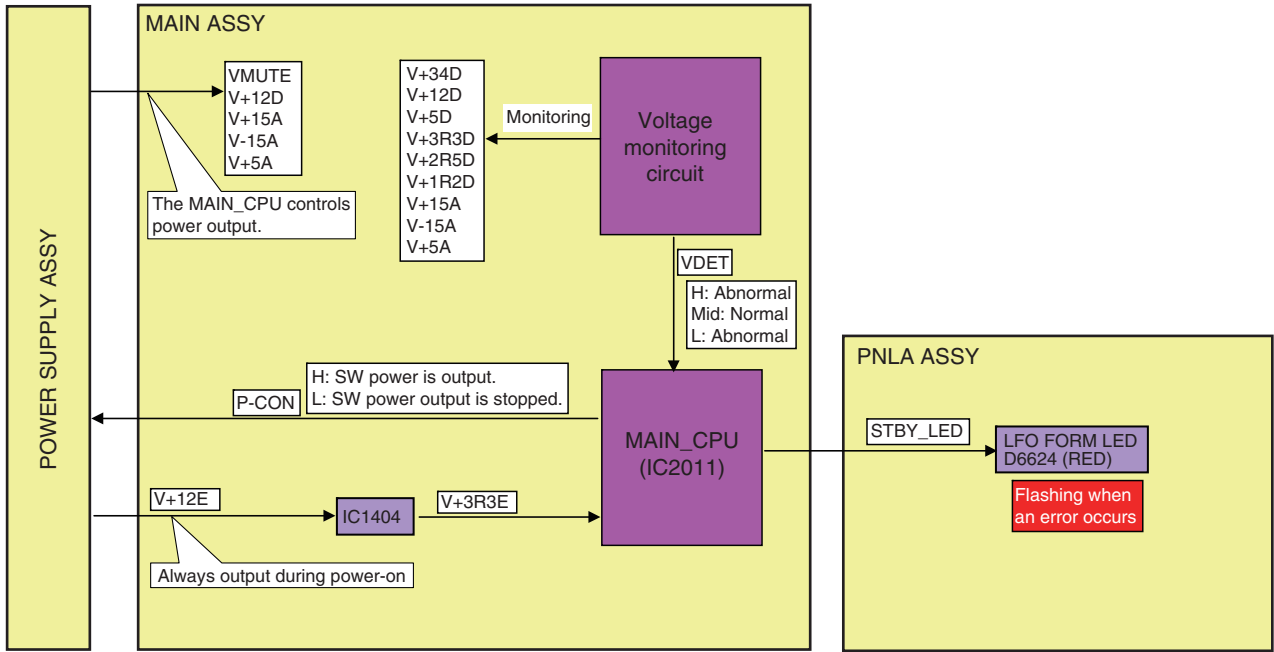 POWER SUPPLY ASSY
MAIN ASSY
VMUTE
V+12D
V+15A
V-15A
V+5A
The MAIN_CPU controls
power output.
V+34D
V+12D
V+5D
V+3R3D
V+2R5D
V+1R2D
V+15A
V-15A
V+5A
Monitoring
Voltage
monitoring
circuit
VDET
H: Abnormal
Mid: Normal
L: Abnormal
H: SW power is output.
L: SW power output is stopped.
P-CON
MAIN_CPU
(IC2011)
V+12E
IC1404
V+3R3E
Always output during power-on
PNLA ASSY
STBY_LED
LFO FORM LED
D6624 (RED)
Flashing when
an error occurs